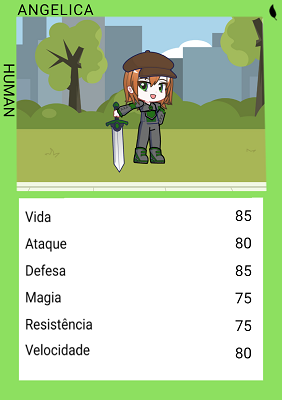 ANGELICA
HUMAN
Vida 85
Ataque 80
Defesa 85
Magia 75
Resistência 75
Velocidade 80